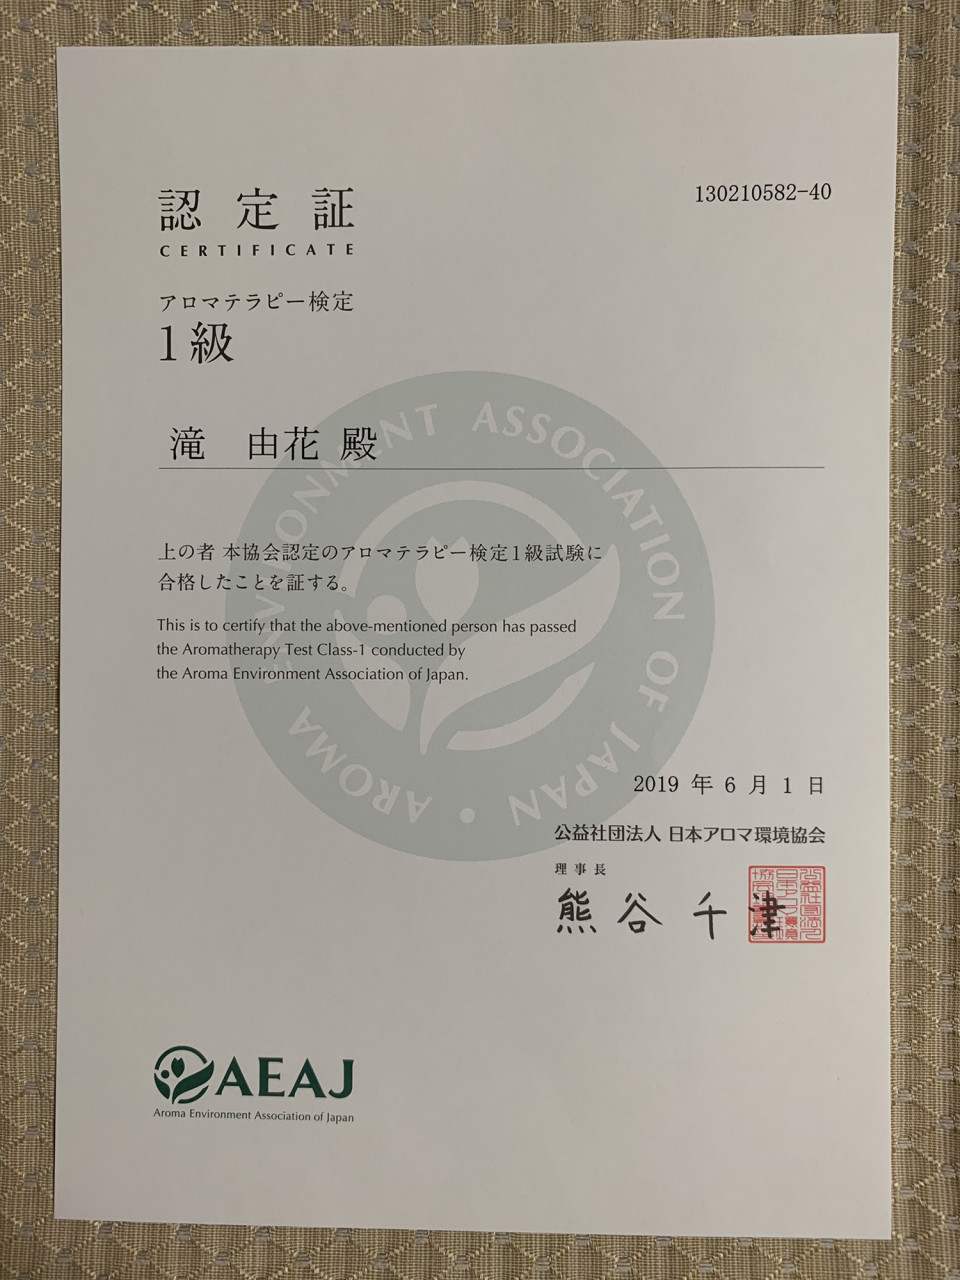 認定証
130210582-40
CERTIFICATE
アロマテラピー検定
1級
滝 由花 殿
上の者 本協会認定のアロマテラピー検定1級試験に
合格したことを証する。
This is to certify that the above-mentioned person has passed
the Aromatherapy Test Class-1 conducted by
the Aroma Environment Association of Japan.
AROMA ENVIRONMENT ASSOCIATION OF JAPAN
2019 年 6 月 1 日
公益社団法人 日本アロマ環境協会
理事長
熊谷千津
AEAJ
Aroma Environment Association of Japan